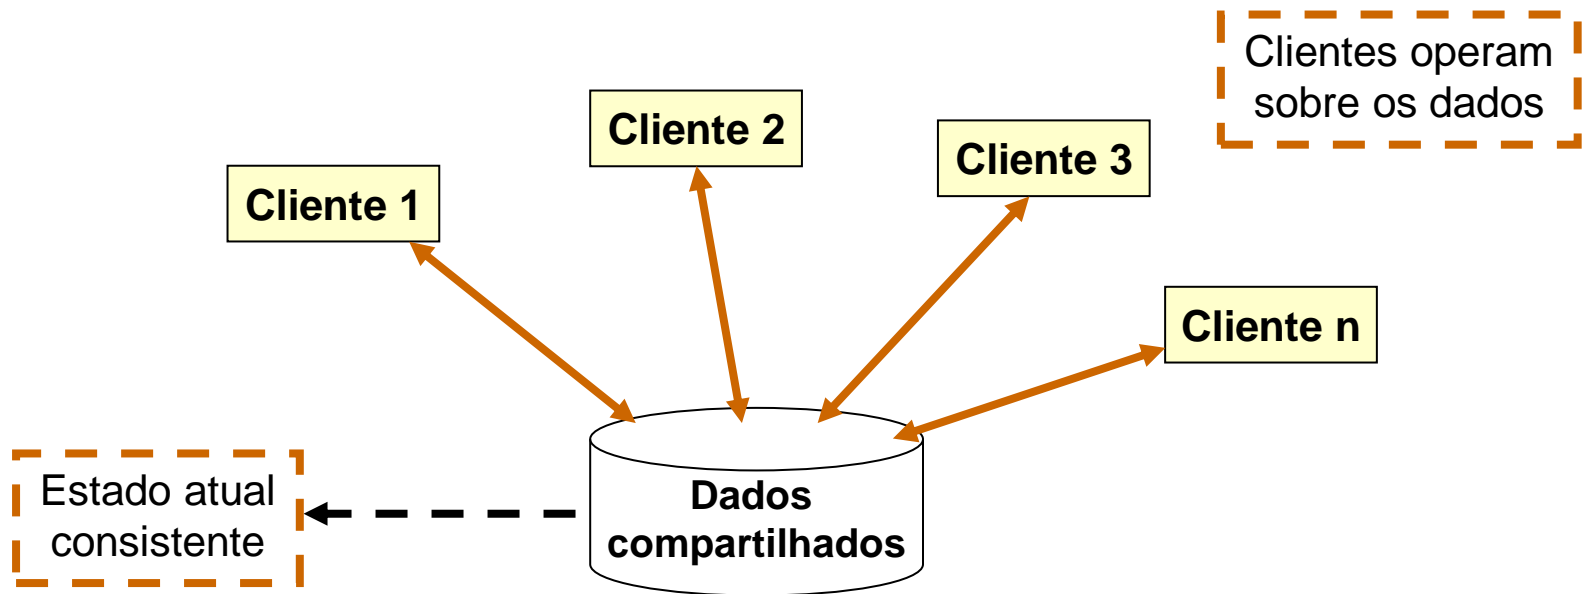 Clientes operam
sobre os dados
Cliente 2
Cliente 3
Cliente 1
Cliente n
Estado atual
consistente
Dados
compartilhados